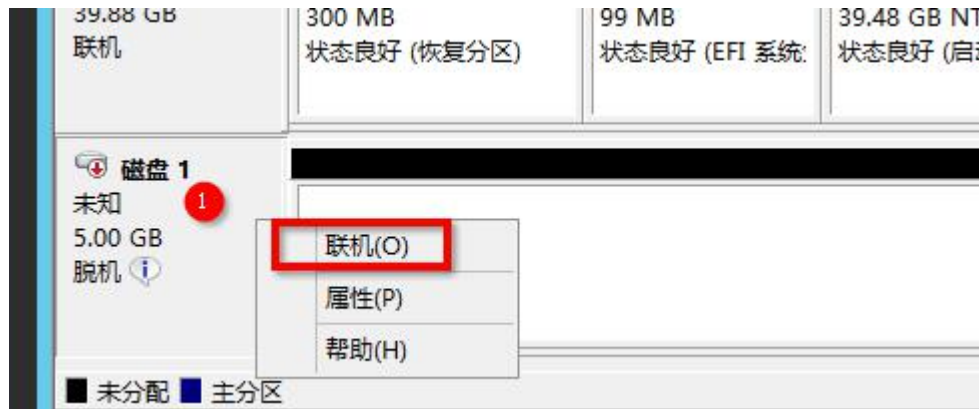 39.88 GB
联机
300 MB
状态良好 (恢复分区)
99 MB
状态良好 (EFI 系统
39.48 GB NT
状态良好 (启
磁盘 1
未知
1
5.00 GB
脱机
联机(O)
属性(P)
帮助(H)
未分配 主分区